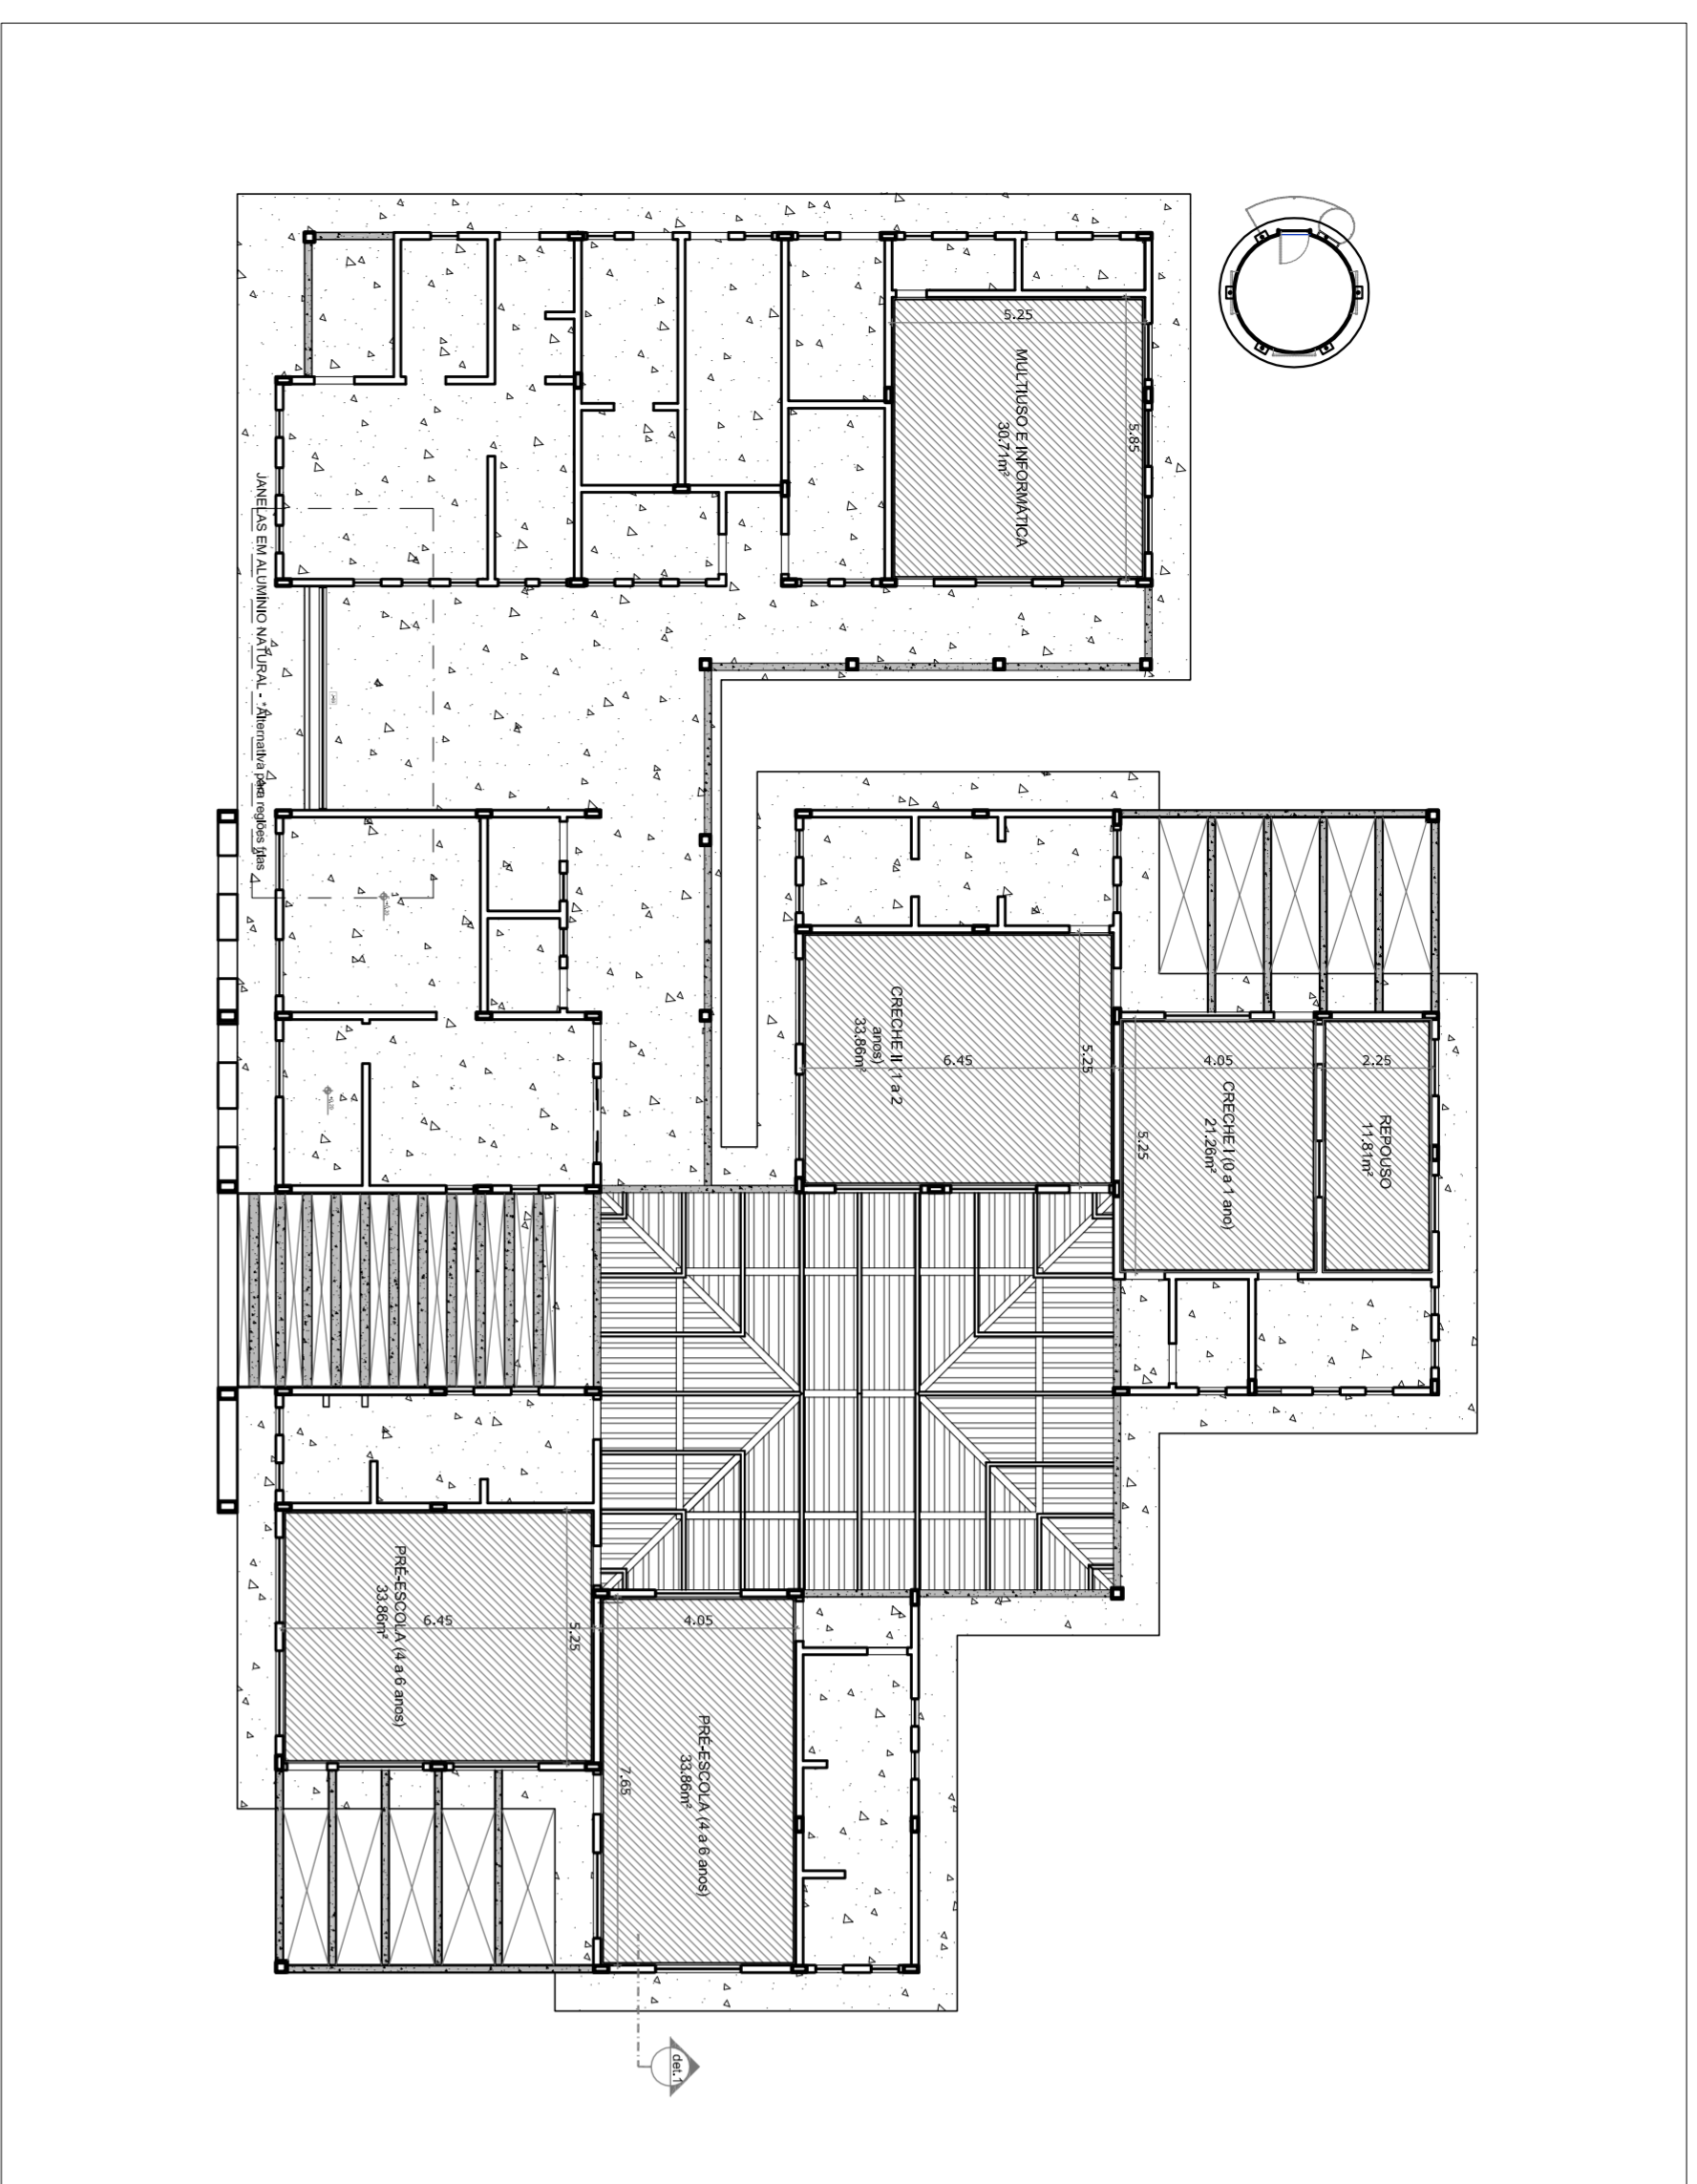 5.25
MULTIUSO E INFORMÁTICA
30.71m²
5.85
JANELAS EM ALUMÍNIO NATURAL - *Alternativa para regiões frias
CRECHE II (1 a 2
anos)
33.86m²
6.45
5.25
4.05
CRECHE I (0 a 1 ano)
21.26m²
5.25
2.25
REPOUSO
11.81m²
PRÉ-ESCOLA (4 a 6 anos)
33.86m²
6.45
5.25
4.05
PRÉ-ESCOLA (4 a 6 anos)
33.86m²
7.65
det.1